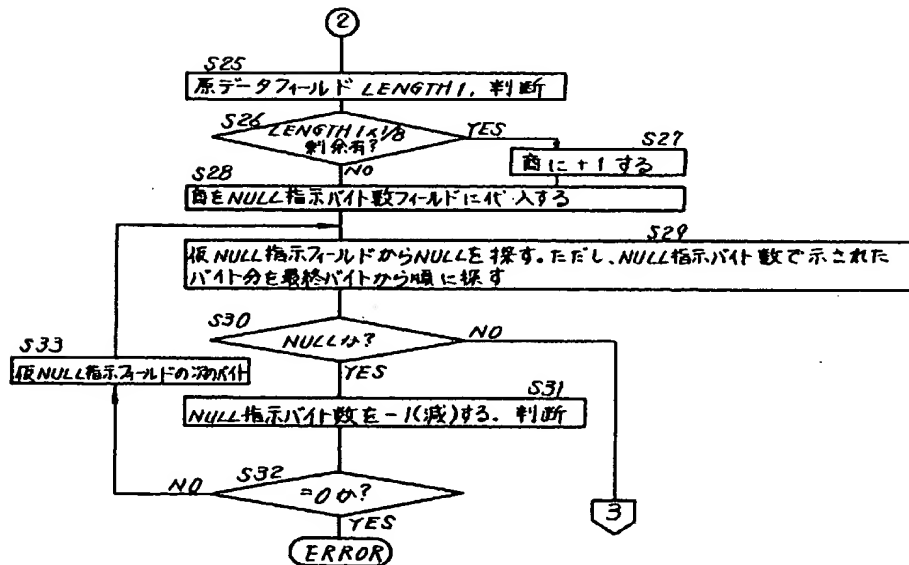 2
S25
原データフィールド LENGTH1, 判断
S26
LENGTH1×1/8
剰余有?
YES
S27
商に+1する
NO
S28
商をNULL指示バイト数フィールドに代入する
S29
仮NULL指示フィールドからNULLを探す。ただし、NULL指示バイト数で示された
バイト分を最終バイトから順に探す
S30
NULLか?
NO
YES
S33
仮NULL指示フィールドの次のバイト
S31
NULL指示バイト数を-1(減)する. 判断
S32
=0か?
NO
YES
3
ERROR